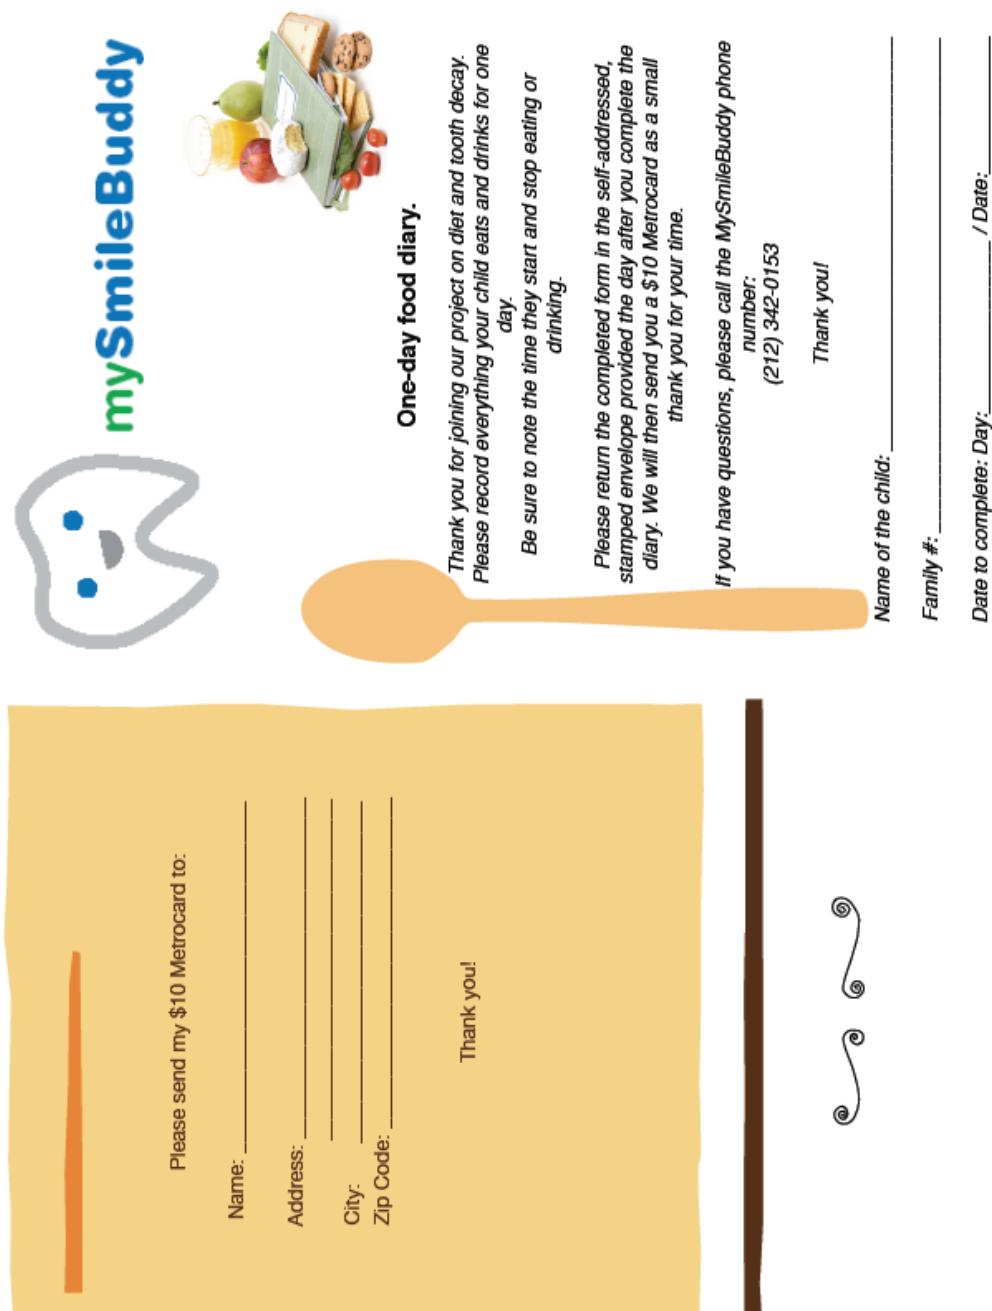 Please send my $10 Metrocard to:
Name:
Address:
City:
Zip Code:
Thank you!
mySmileBuddy
One-day food diary.
Thank you for joining our project on diet and tooth decay.
Please record everything your child eats and drinks for one
day.
Be sure to note the time they start and stop eating or
drinking.
Please return the completed form in the self-addressed,
stamped envelope provided the day after you complete the
diary. We will then send you a $10 Metrocard as a small
thank you for your time.
If you have questions, please call the MySmileBuddy phone
number:
(212) 342-0153
Thank you!
Name of the child:
Family #:
Date to complete: Day: / Date: